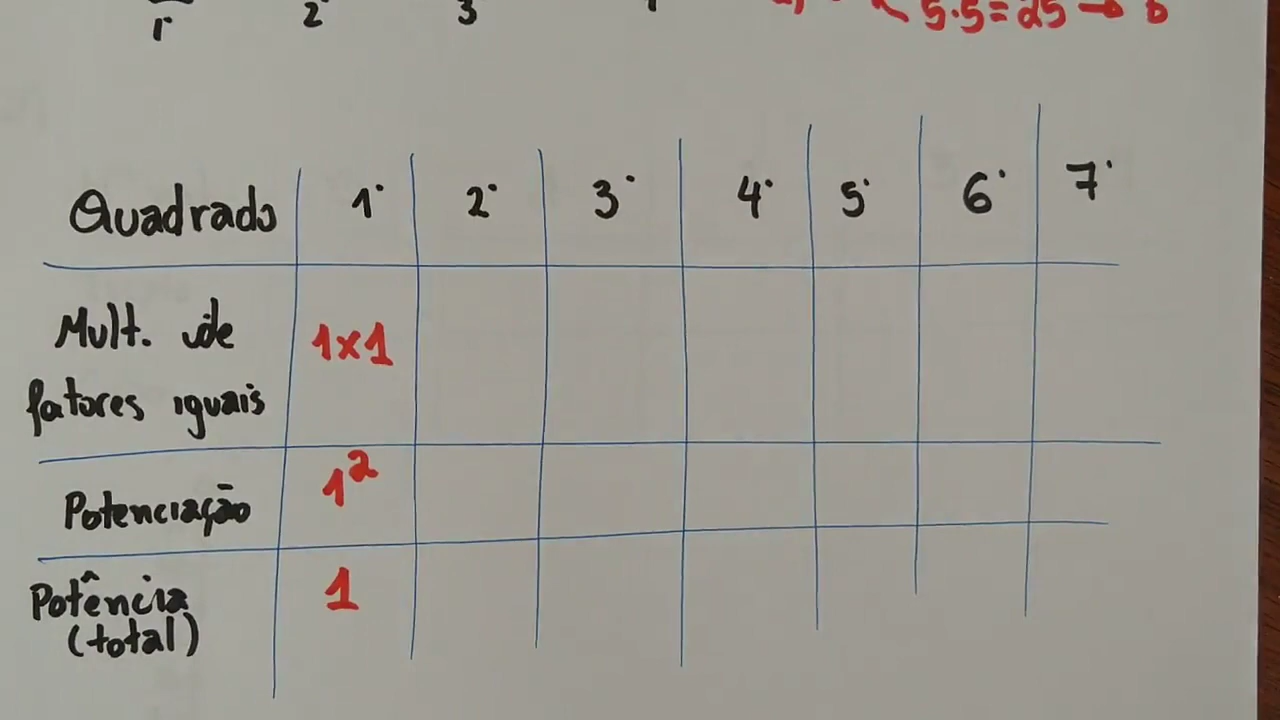 1° 2° 3
5·5=25 →
Quadrado 1° 2° 3° 4° 5° 6° 7°
Mult. de
fatores iguais
1x1
Potenciação 1²
Potência
(total)
1